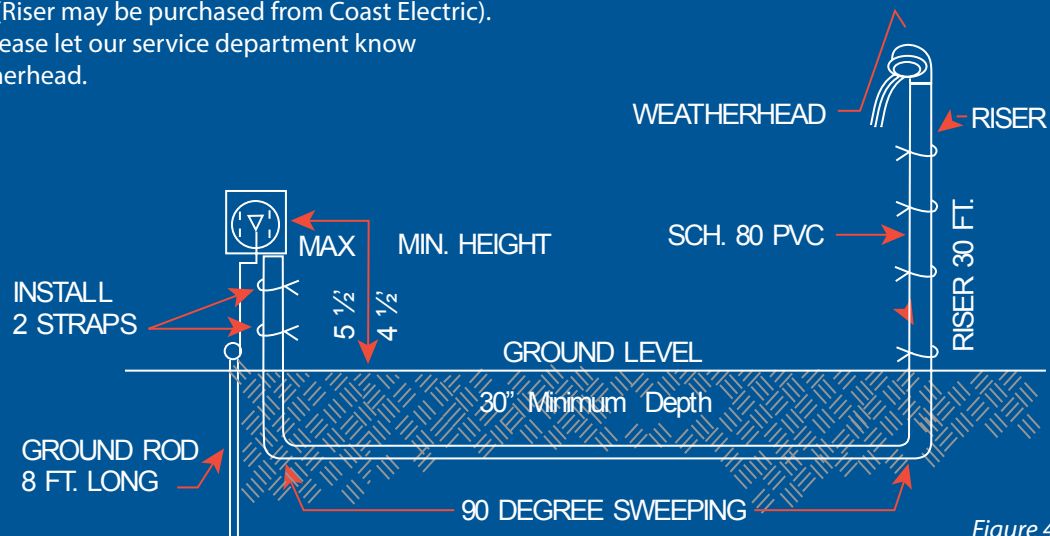 (Riser may be purchased from Coast Electric).
ease let our service department know
herhead.
WEATHERHEAD
RISER
MAX
MIN. HEIGHT
SCH. 80 PVC
RISER 30 FT.
INSTALL
2 STRAPS
5 ½’
4 ½’
GROUND LEVEL
30” Minimum Depth
GROUND ROD
8 FT. LONG
90 DEGREE SWEEPING
Figure 4